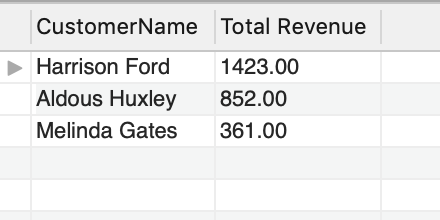 CustomerName Total Revenue
Harrison Ford 1423.00
Aldous Huxley 852.00
Melinda Gates 361.00